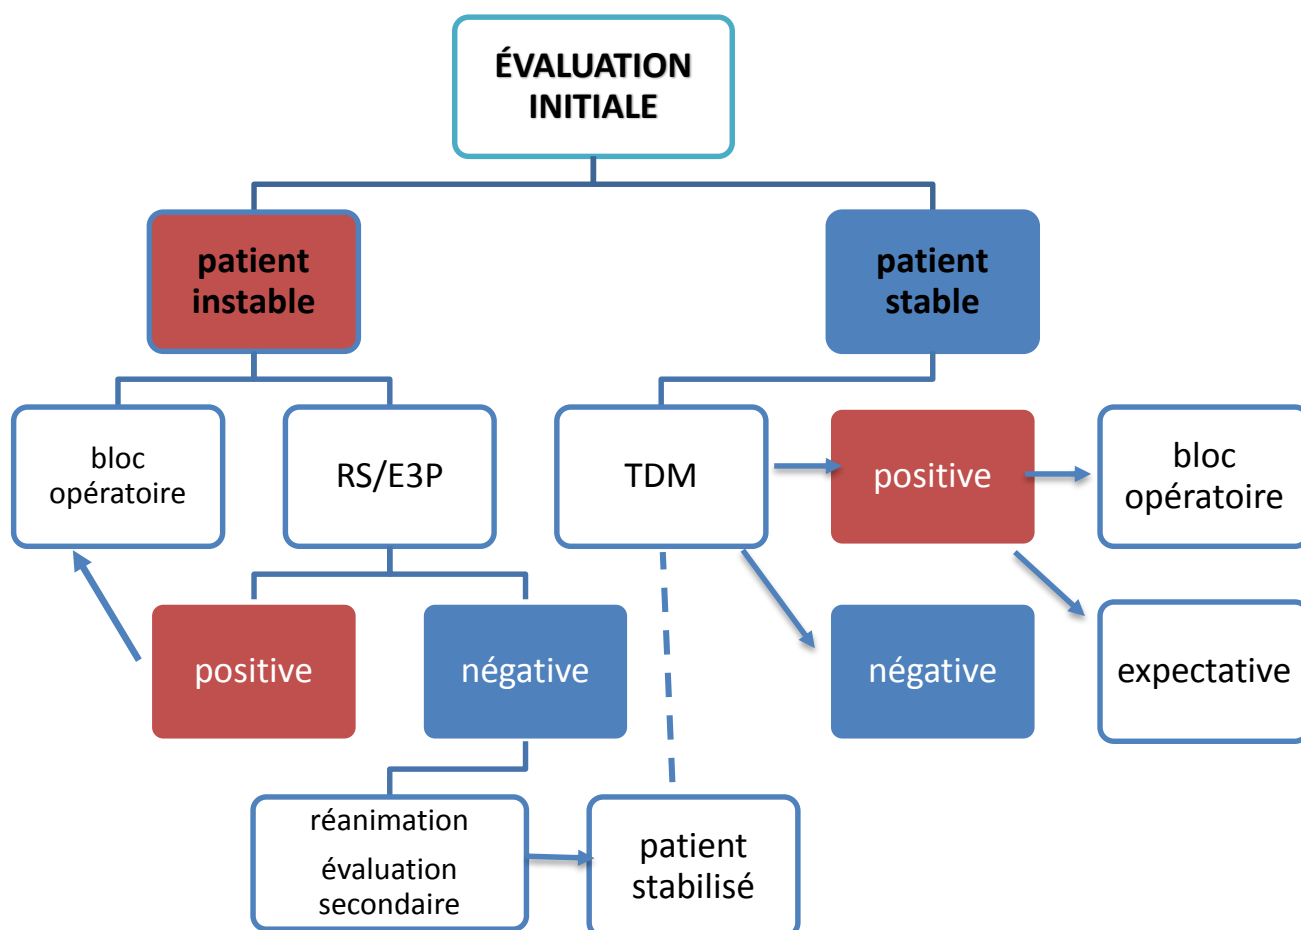 ÉVALUATION
INITIALE
patient
instable
patient
stable
bloc
opératoire
RS/E3P
TDM
positive
bloc
opératoire
positive
négative
négative
expectative
réanimation
évaluation
secondaire
patient
stabilisé